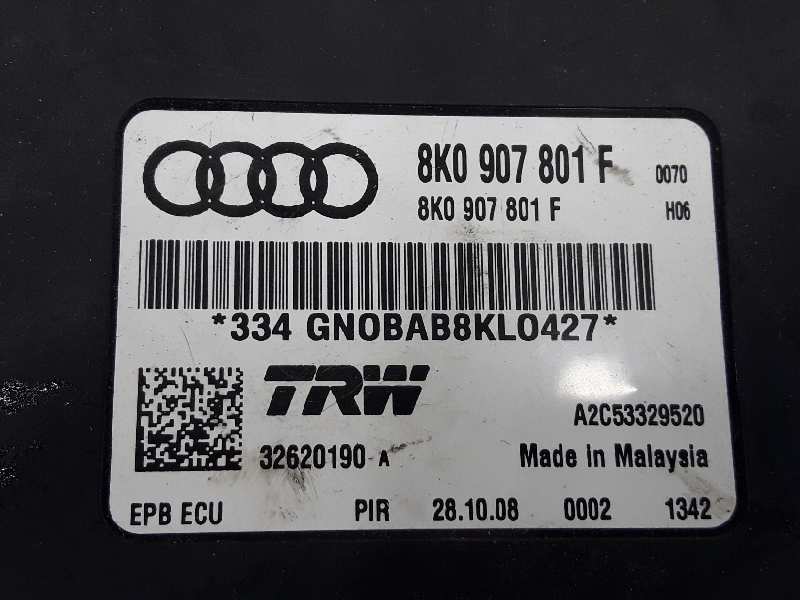 8K0 907 801 F 0070
8K0 907 801 F H06
*334 GN0BAB8KL0427*
TRW
A2C53329520
32620190 A Made in Malaysia
EPB ECU PIR 28.10.08 0002 1342